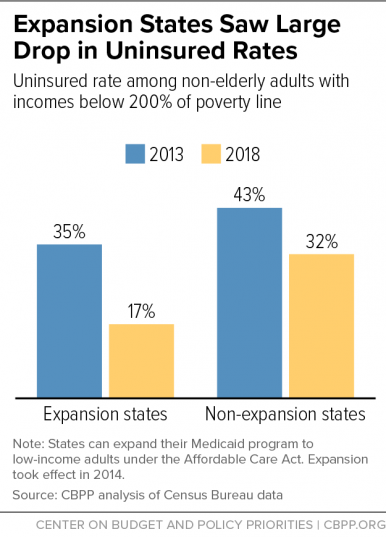 Expansion States Saw Large
Drop in Uninsured Rates
Uninsured rate among non-elderly adults with
incomes below 200% of poverty line
2013 2018
43%
35%
32%
17%
Expansion states Non-expansion states
Note: States can expand their Medicaid program to
low-income adults under the Affordable Care Act. Expansion
took effect in 2014.
Source: CBPP analysis of Census Bureau data
CENTER ON BUDGET AND POLICY PRIORITIES | CBPP.ORG